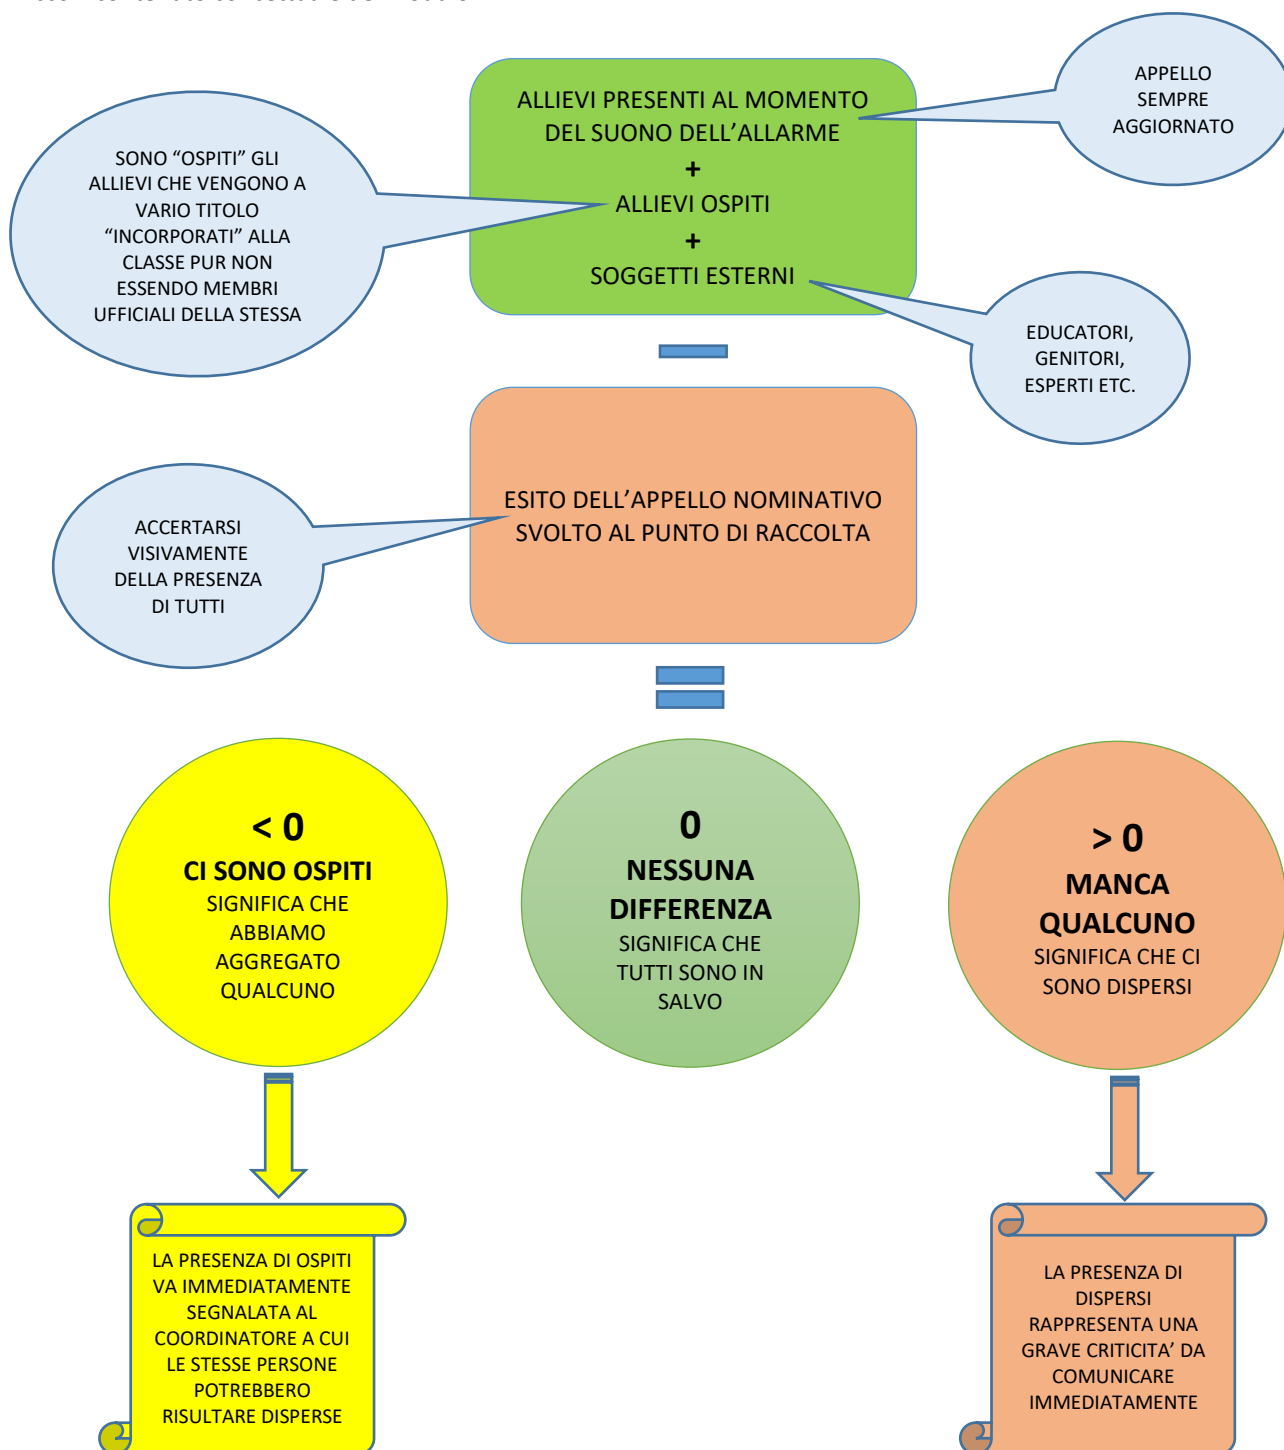 APPELLO
SEMPRE
AGGIORNATO
ALLIEVI PRESENTI AL MOMENTO
DEL SUONO DELL’ALLARME
+
ALLIEVI OSPITI
+
SOGGETTI ESTERNI
SONO “OSPITI” GLI
ALLIEVI CHE VENGONO A
VARIO TITOLO
“INCORPORATI” ALLA
CLASSE PUR NON
ESSENDO MEMBRI
UFFICIALI DELLA STESSA
EDUCATORI,
GENITORI,
ESPERTI ETC.
ESITO DELL’APPELLO NOMINATIVO
SVOLTO AL PUNTO DI RACCOLTA
ACCERTARSI
VISIVAMENTE
DELLA PRESENZA
DI TUTTI
< 0
CI SONO OSPITI
SIGNIFICA CHE
ABBIAMO
AGGREGATO
QUALCUNO
0
NESSUNA
DIFFERENZA
SIGNIFICA CHE
TUTTI SONO IN
SALVO
> 0
MANCA
QUALCUNO
SIGNIFICA CHE CI
SONO DISPERSI
LA PRESENZA DI OSPITI
VA IMMEDIATAMENTE
SEGNALATA AL
COORDINATORE A CUI
LE STESSE PERSONE
POTREBBERO
RISULTARE DISPERSE
LA PRESENZA DI
DISPERSI
RAPPRESENTA UNA
GRAVE CRITICITA’ DA
COMUNICARE
IMMEDIATAMENTE